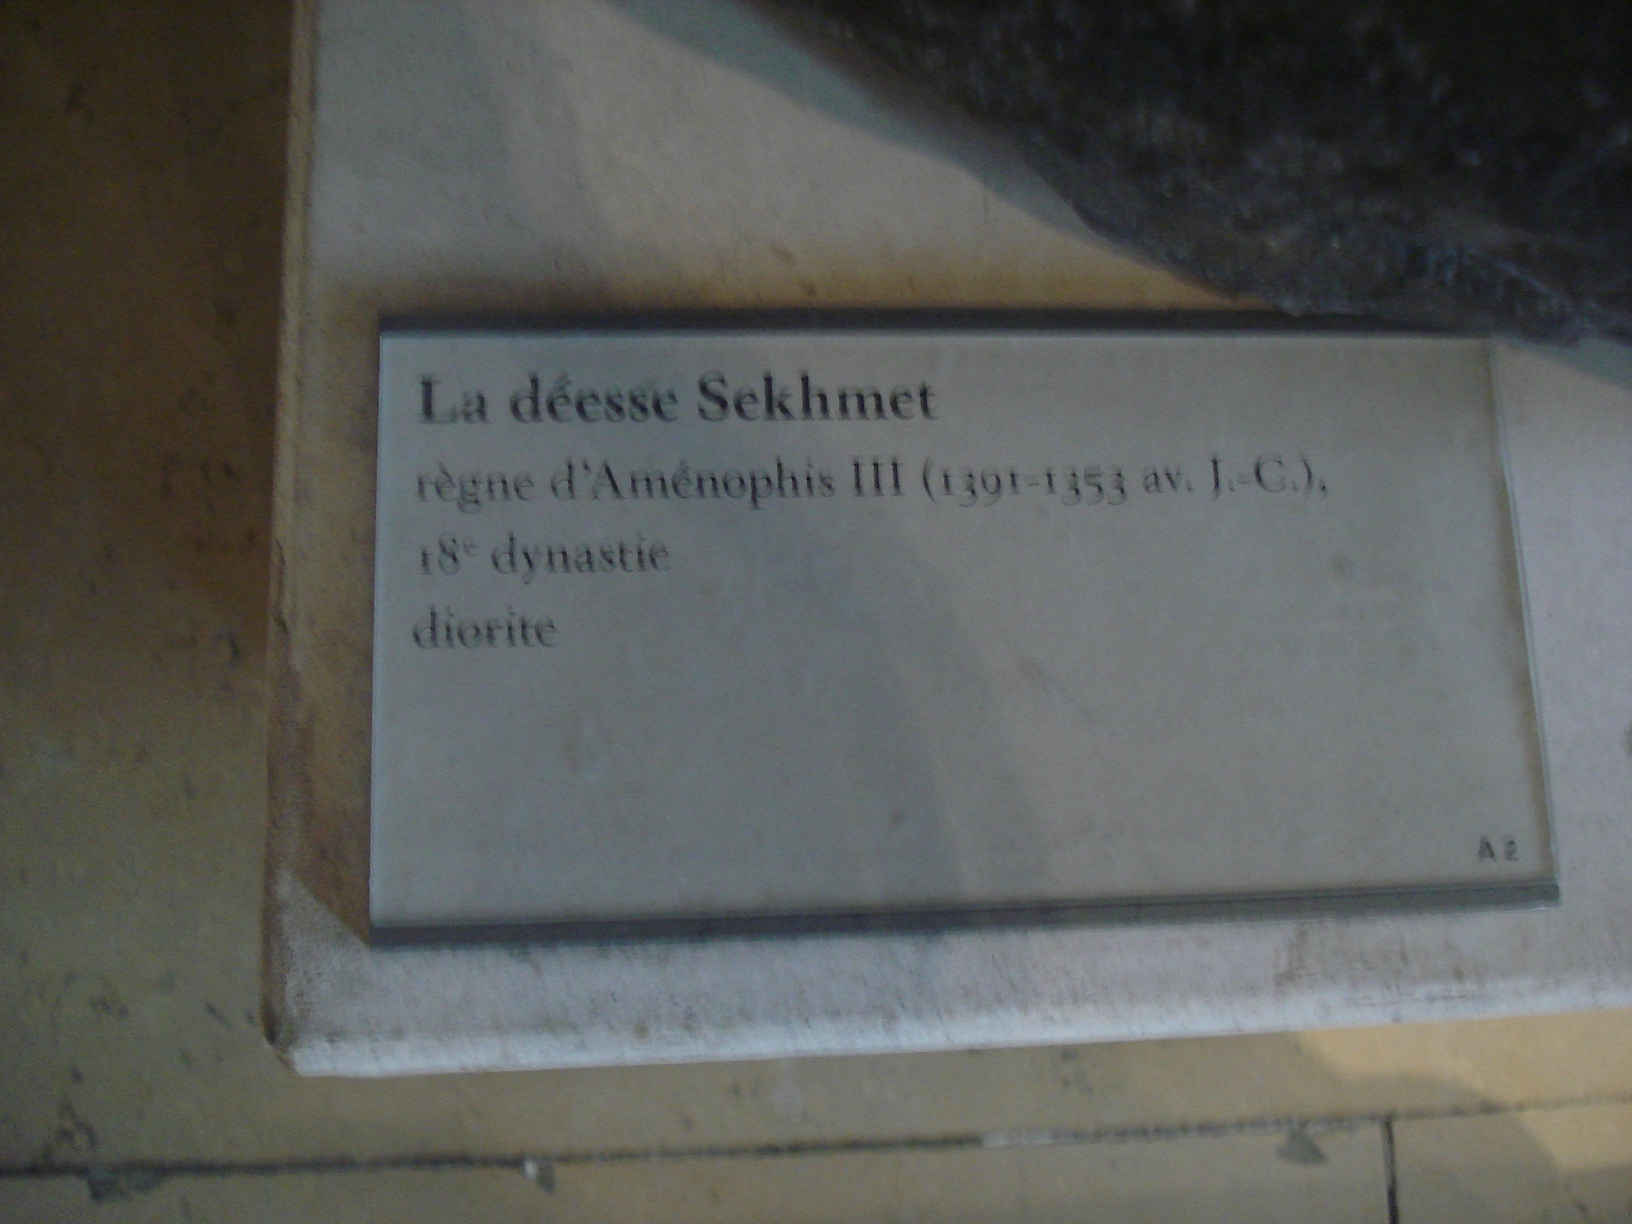 La déesse Sekhmet
règne d'Aménophis III (1391-1353 av. J.-C.),
18e dynastie
diorite
A 2